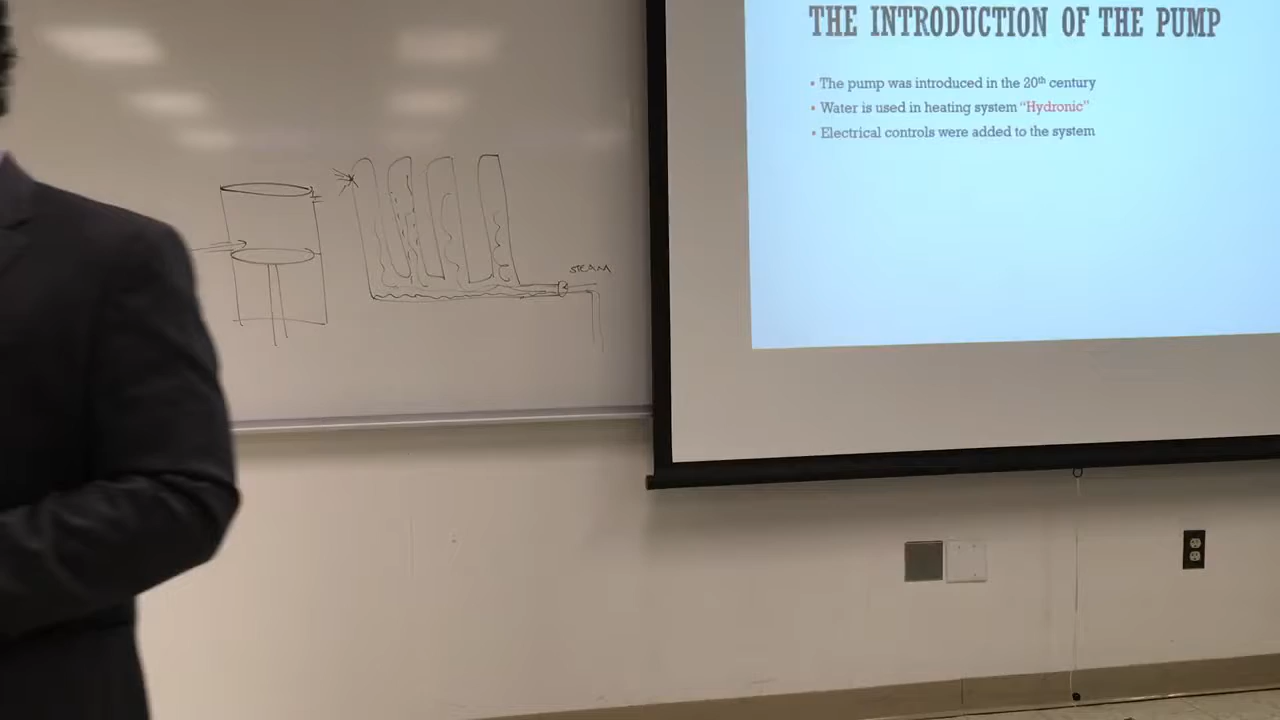 THE INTRODUCTION OF THE PUMP
• The pump was introduced in the 20th century
• Water is used in heating system "Hydronic"
• Electrical controls were added to the system
STEAM